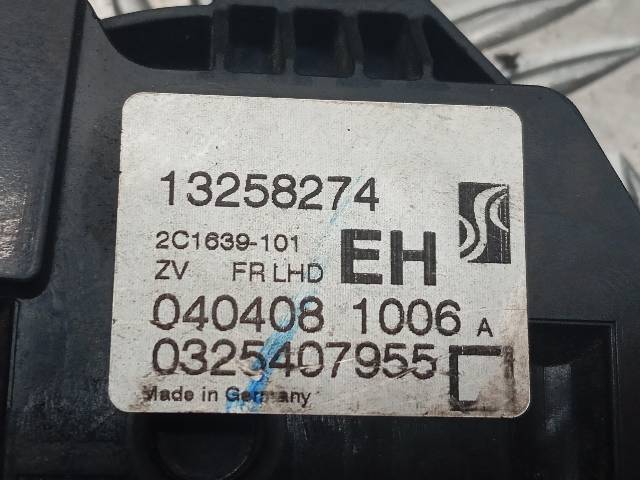 13258274
2C1639-101
ZV FR LHD EH
040408 1006 A
0325407955
Made in Germany